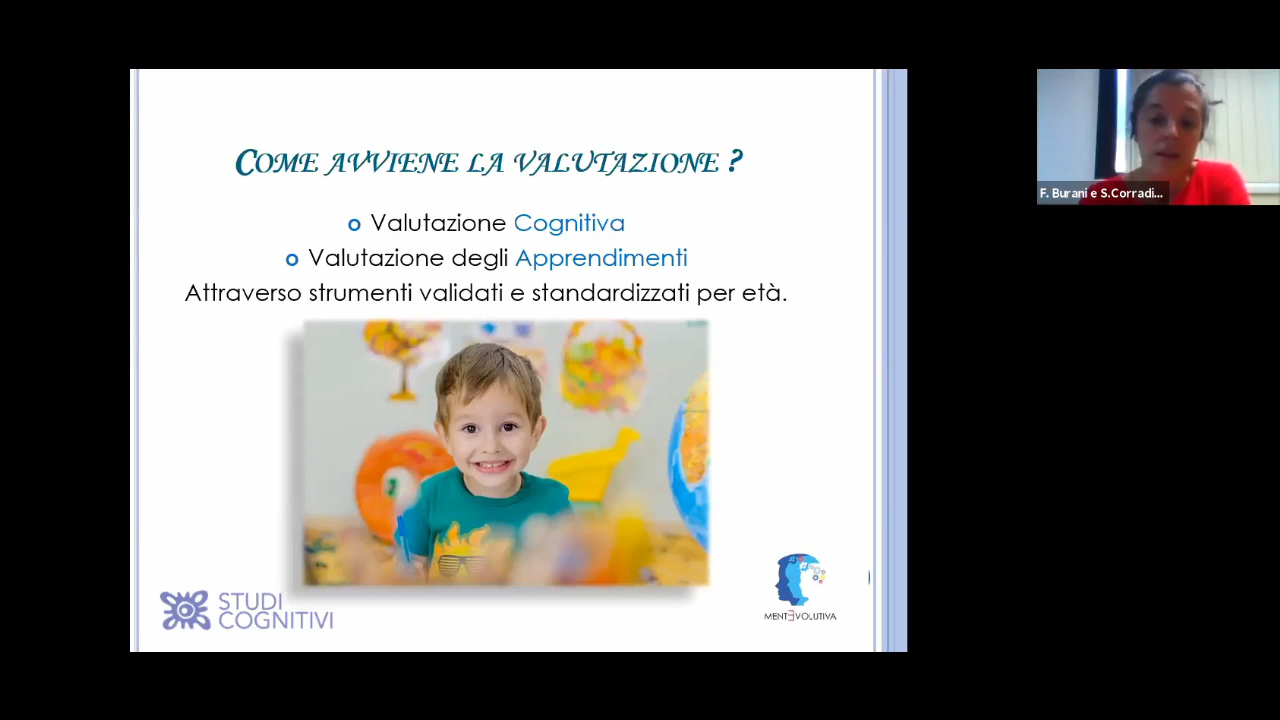 COME AVVIENE LA VALUTAZIONE ?
o Valutazione Cognitiva
o Valutazione degli Apprendimenti
Attraverso strumenti validati e standardizzati per età.
STUDI
COGNITIVI
MENTƎVOLUTIVA
F. Burani e S.Corradi...